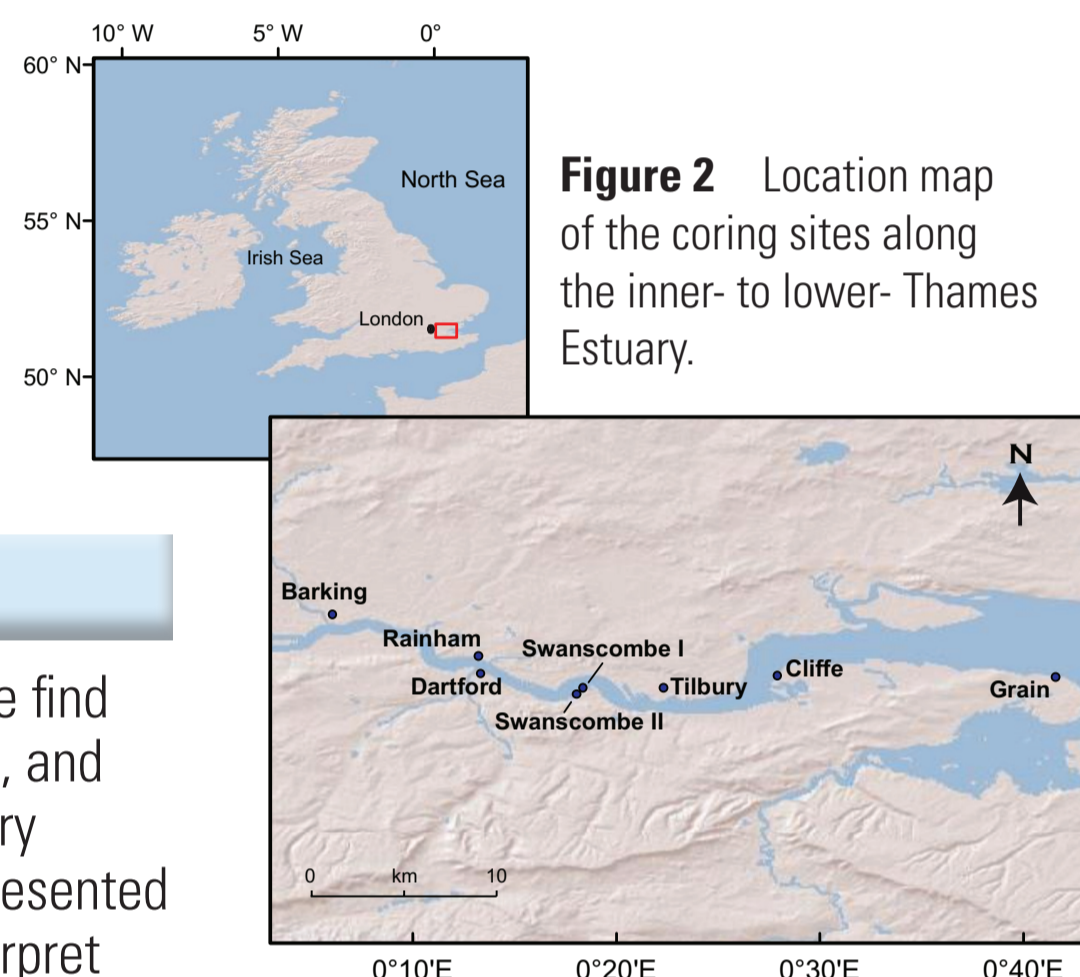 10° W 5° W 0°
60° N
55° N
50° N
North Sea
Irish Sea
London
Figure 2 Location map
of the coring sites along
the inner- to lower- Thames
Estuary.
N
Barking
Rainham
Swanscombe I
Dartford
Tilbury
Cliffe
Grain
Swanscombe II
0 km 10
0°10'E 0°20'E 0°30'E 0°40'E
e find
, and
ry
esented
rpret